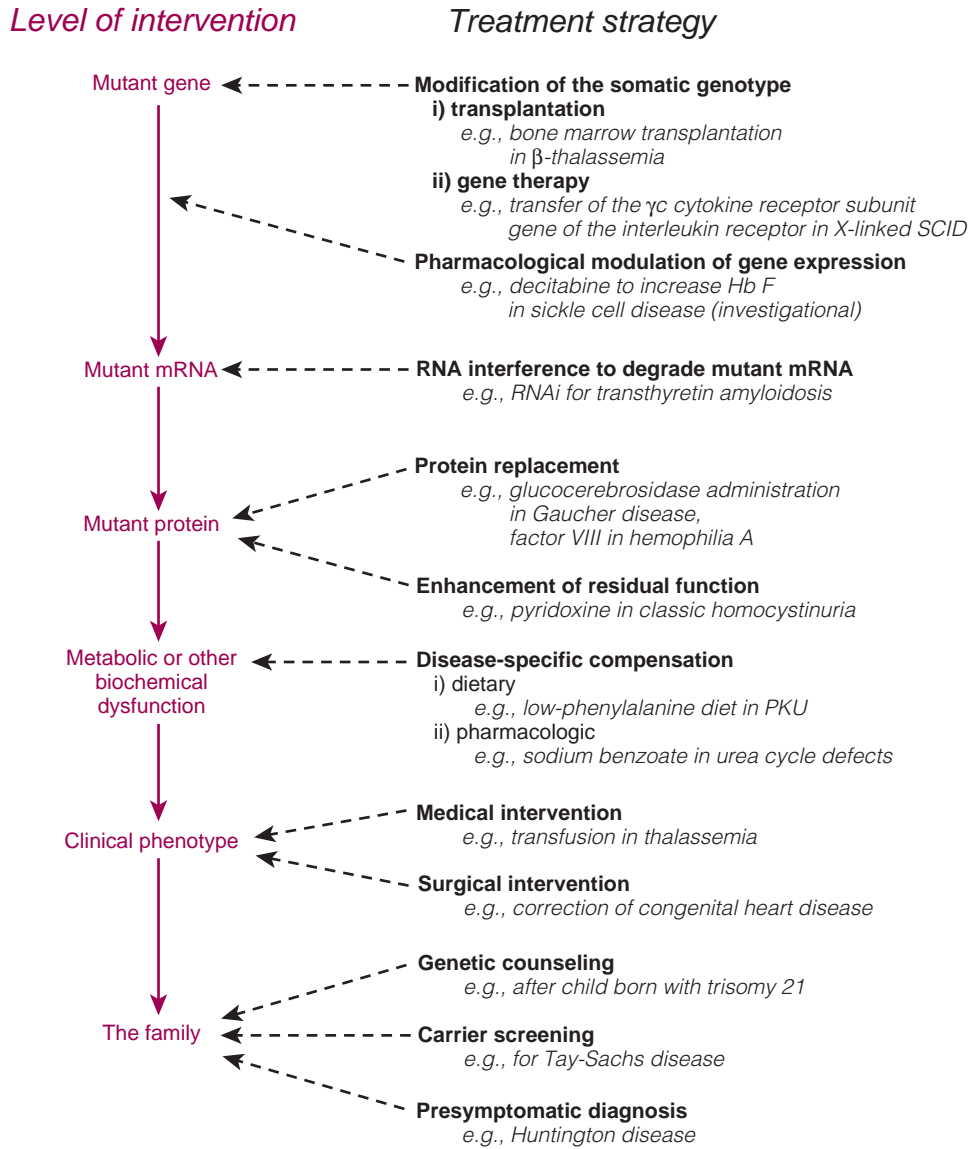 Level of intervention
Treatment strategy
Mutant gene
Modification of the somatic genotype
i) transplantation
e.g., bone marrow transplantation
in β-thalassemia
ii) gene therapy
e.g., transfer of the γc cytokine receptor subunit
gene of the interleukin receptor in X-linked SCID
Pharmacological modulation of gene expression
e.g., decitabine to increase Hb F
in sickle cell disease (investigational)
Mutant mRNA
RNA interference to degrade mutant mRNA
e.g., RNAi for transthyretin amyloidosis
Protein replacement
e.g., glucocerebrosidase administration
in Gaucher disease,
factor VIII in hemophilia A
Mutant protein
Enhancement of residual function
e.g., pyridoxine in classic homocystinuria
Metabolic or other
biochemical
dysfunction
Disease-specific compensation
i) dietary
e.g., low-phenylalanine diet in PKU
ii) pharmacologic
e.g., sodium benzoate in urea cycle defects
Medical intervention
e.g., transfusion in thalassemia
Clinical phenotype
Surgical intervention
e.g., correction of congenital heart disease
Genetic counseling
e.g., after child born with trisomy 21
The family
Carrier screening
e.g., for Tay-Sachs disease
Presymptomatic diagnosis
e.g., Huntington disease